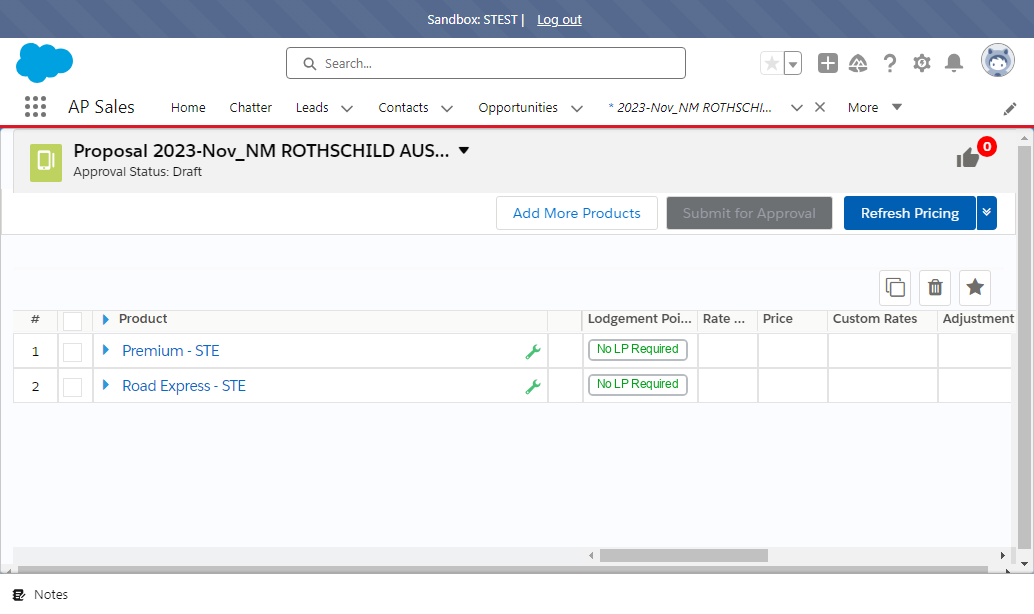 Sandbox: STEST | Log out
Search...
AP Sales Home Chatter Leads Contacts Opportunities * 2023-Nov_NM ROTHSCHI... More
Proposal 2023-Nov_NM ROTHSCHILD AUS...
Approval Status: Draft
0
Add More Products Submit for Approval Refresh Pricing
# Product Lodgement Poi... Rate ... Price Custom Rates Adjustment
1 Premium - STE No LP Required
2 Road Express - STE No LP Required
Notes